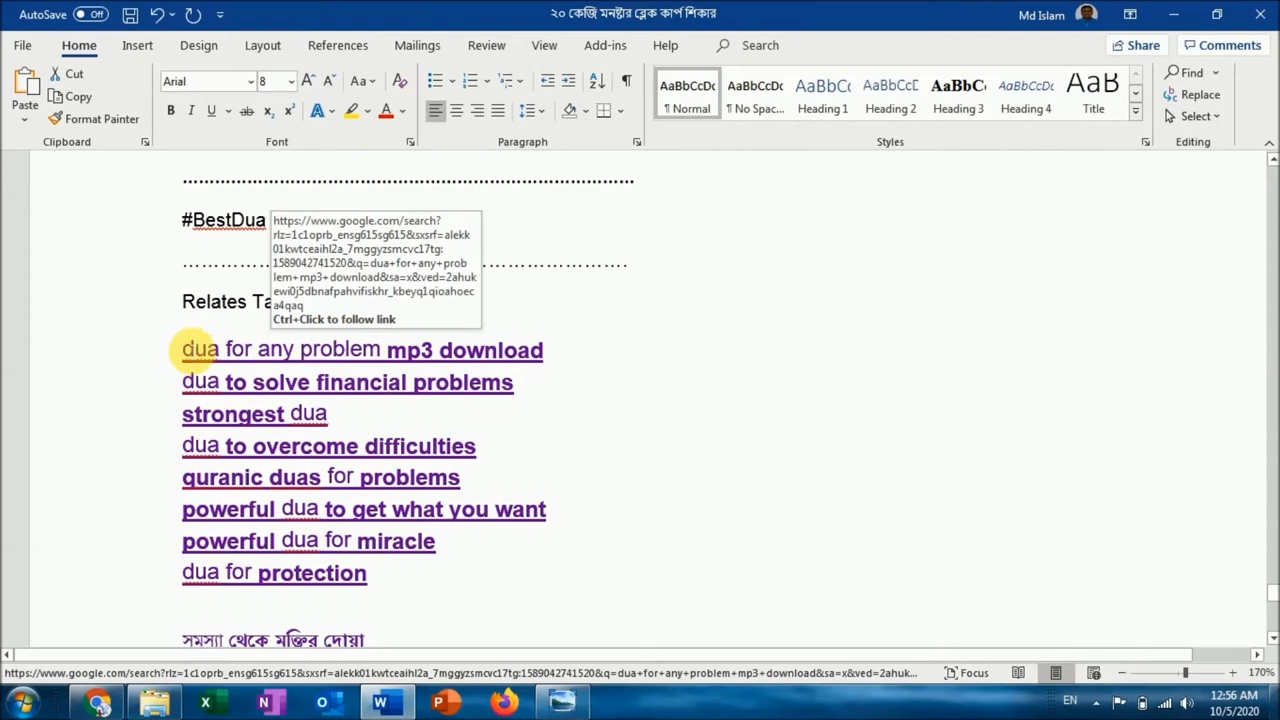 AutoSave Off ২০ কেজি মনষ্টার ব্লেক কার্প শিকার Md Islam
File Home Insert Design Layout References Mailings Review View Add-ins Help Search Share Comments
Paste Cut Copy Format Painter
Arial 8
AaBbCcDc AaBbCcDc AaBbCc AaBbCcD AaBbCc AaBbCcDc AaB
¶ Normal ¶ No Spac... Heading 1 Heading 2 Heading 3 Heading 4 Title
Find Replace Select
Clipboard Font Paragraph Styles Editing
#BestDua
https://www.google.com/search?
rlz=1c1oprb_ensg615sg615&sxsrf=alekk
01kwtceaihl2a_7mggyzsmcvc17tg:
1589042741520&q=dua+for+any+prob
lem+mp3+download&sa=x&ved=2ahuk
ewi0j5dbnafpahvifiskhr_kbeyq1qioahoec
a4qaq
Ctrl+Click to follow link
Relates Ta
dua for any problem mp3 download
dua to solve financial problems
strongest dua
dua to overcome difficulties
quranic duas for problems
powerful dua to get what you want
powerful dua for miracle
dua for protection
সমস্যা থেকে মক্তির দোয়া
https://www.google.com/search?rlz=1c1oprb_ensg615sg615&sxsrf=alekk01kwtceaihl2a_7mggyzsmcvc17tg:1589042741520&q=dua+for+any+problem+mp3+download&sa=x&ved=2ahuk... Focus 170%
EN 12:56 AM
10/5/2020